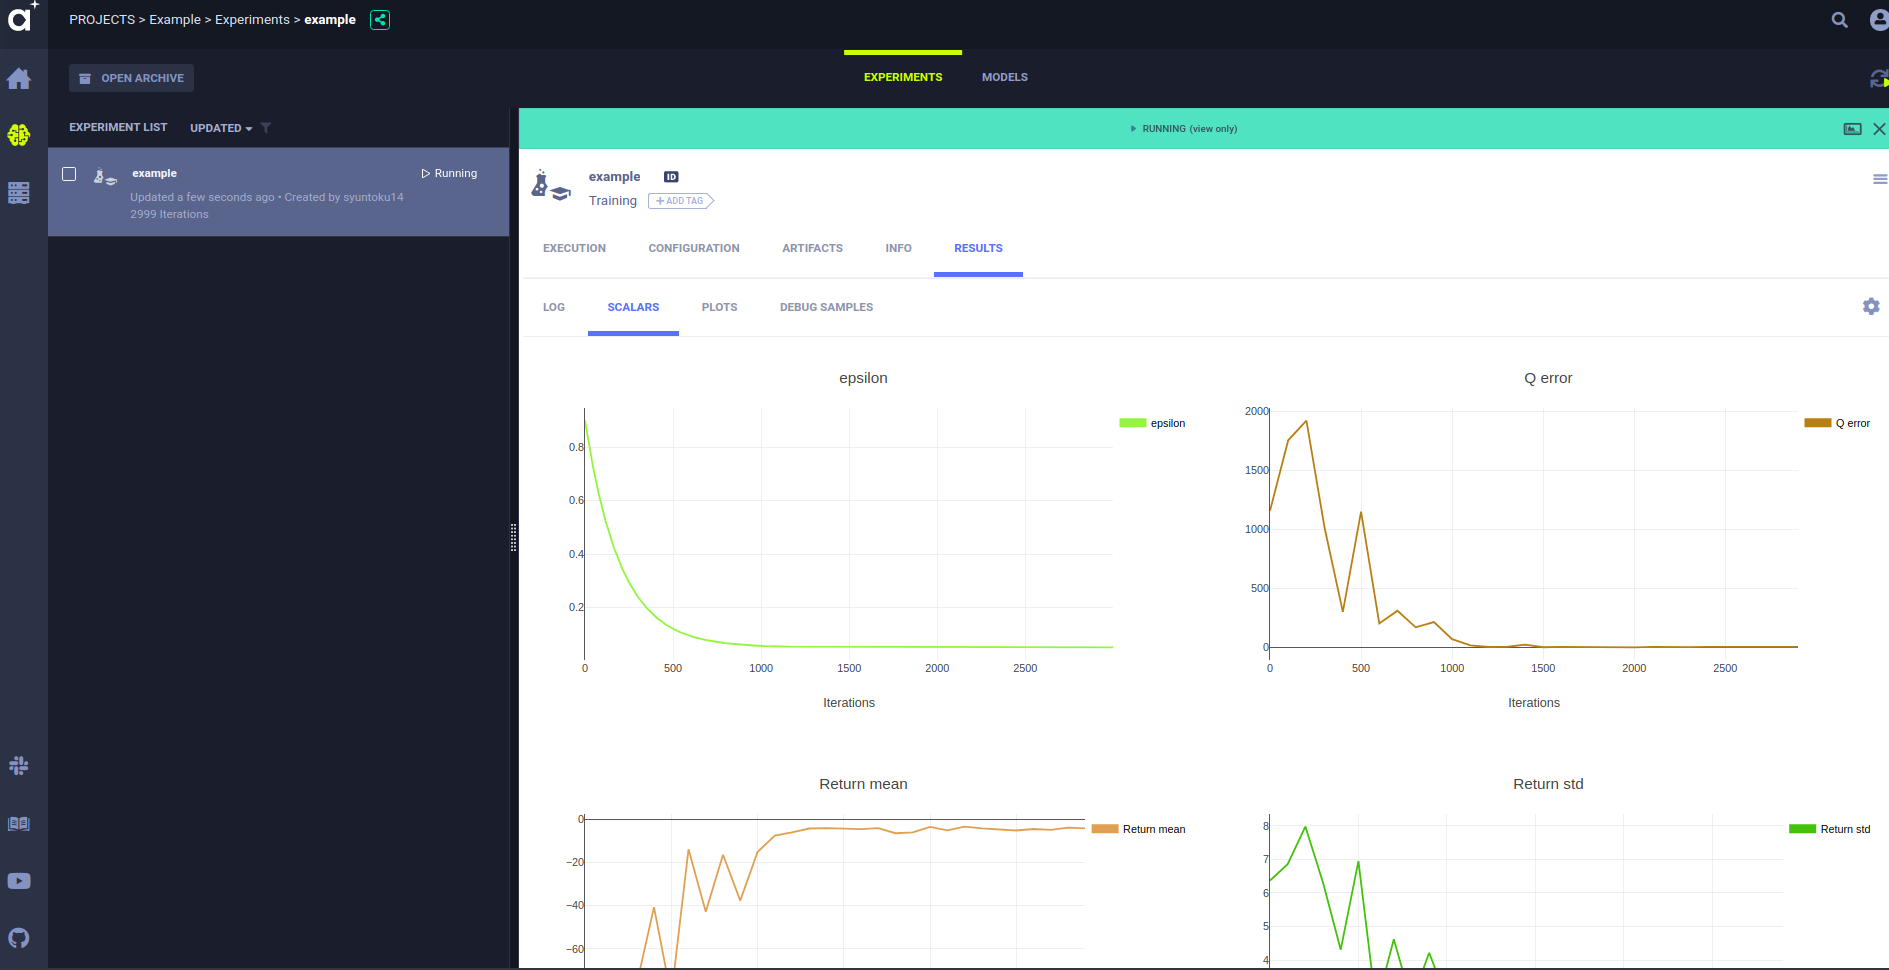 PROJECTS > Example > Experiments > example
OPEN ARCHIVE
EXPERIMENTS
MODELS
EXPERIMENT LIST
UPDATED
example
Running
Updated a few seconds ago • Created by syuntoku14
2999 Iterations
RUNNING (view only)
example
ID
Training
+ ADD TAG
EXECUTION
CONFIGURATION
ARTIFACTS
INFO
RESULTS
LOG
SCALARS
PLOTS
DEBUG SAMPLES
epsilon
0.8
0.6
0.4
0.2
0
500
1000
1500
2000
2500
Iterations
epsilon
Q error
2000
1500
1000
500
0
0
500
1000
1500
2000
2500
Iterations
Q error
Return mean
0
−20
−40
−60
Return mean
Return std
8
7
6
5
4
Return std